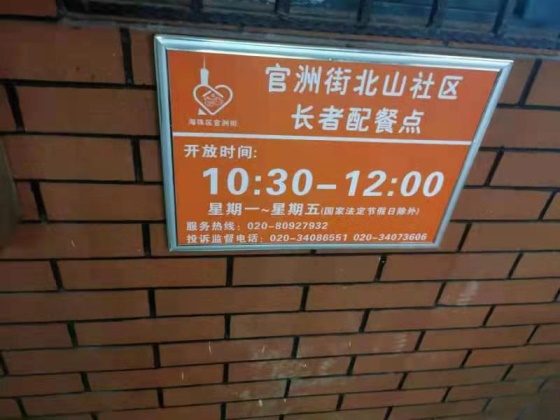 官洲街北山社区
长者配餐点
海珠区官洲街
开放时间:
10:30-12:00
星期一~星期五(国家法定节假日除外)
服务热线: 020-80927932
投诉监督电话: 020-34086551 020-34073606